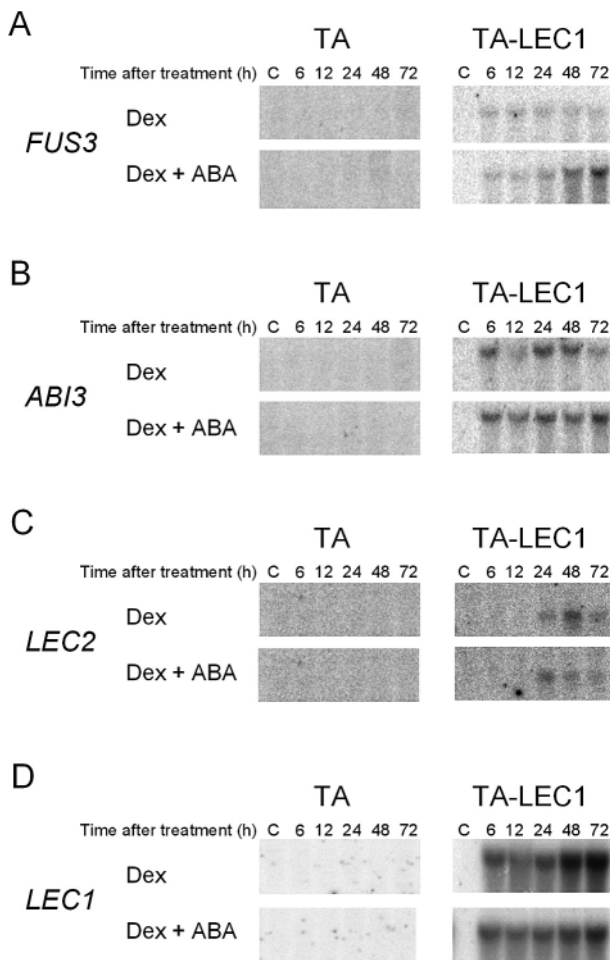 A
TA TA-LEC1
Time after treatment (h) C 6 12 24 48 72 C 6 12 24 48 72
Dex
FUS3
Dex + ABA
B
TA TA-LEC1
Time after treatment (h) C 6 12 24 48 72 C 6 12 24 48 72
Dex
ABI3
Dex + ABA
C
TA TA-LEC1
Time after treatment (h) C 6 12 24 48 72 C 6 12 24 48 72
Dex
LEC2
Dex + ABA
D
TA TA-LEC1
Time after treatment (h) C 6 12 24 48 72 C 6 12 24 48 72
Dex
LEC1
Dex + ABA